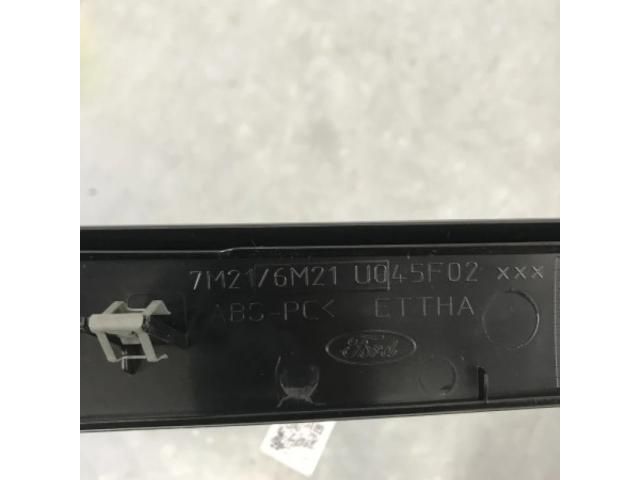 7M21/6M21 U045F02 xxx
ABS-PC< ETTHA
Ford